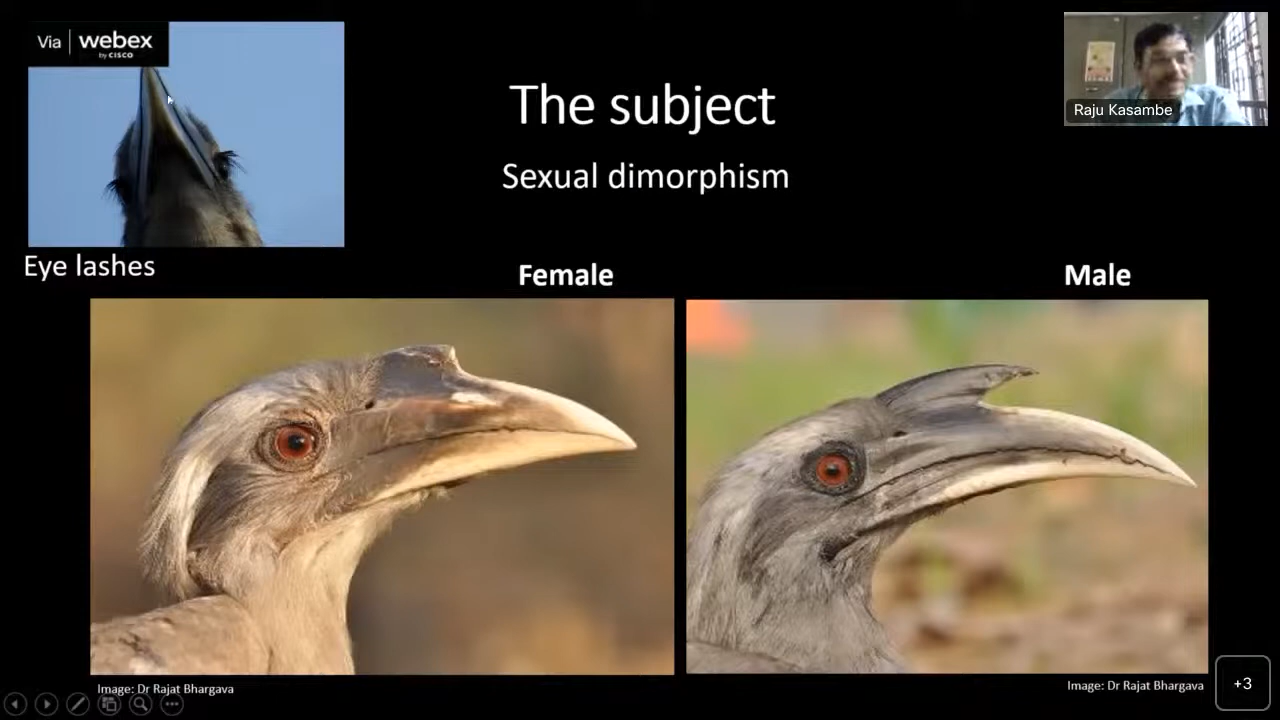 Via | webex
by CISCO
The subject
Sexual dimorphism
Raju Kasambe
Eye lashes
Female
Male
Image: Dr Rajat Bhargava
Image: Dr Rajat Bhargava
+3